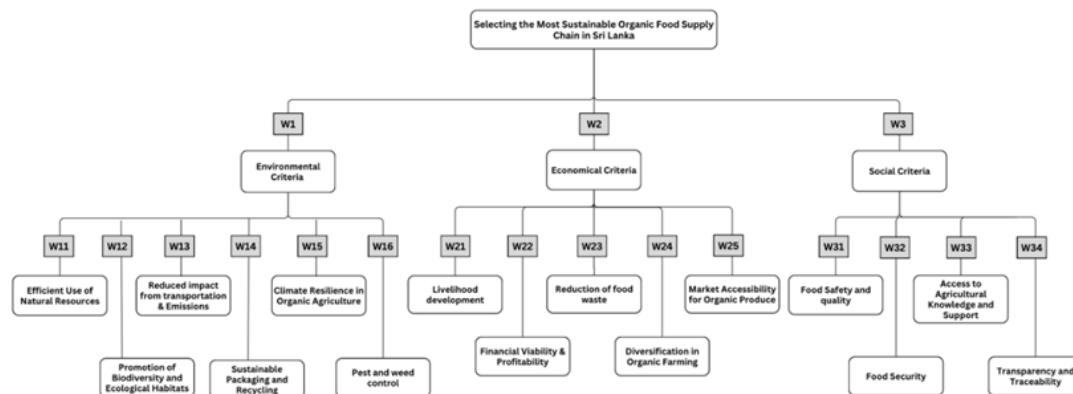 Selecting the Most Sustainable Organic Food Supply
Chain in Sri Lanka
W1
W2
W3
Environmental
Criteria
Economical Criteria
Social Criteria
W11
W12
W13
W14
W15
W16
W21
W22
W23
W24
W25
W31
W32
W33
W34
Efficient Use of
Natural Resources
Reduced impact
from transportation
& Emissions
Climate Resilience in
Organic Agriculture
Livelihood
development
Reduction of food
waste
Market Accessibility
for Organic Produce
Food Safety and
quality
Access to
Agricultural
Knowledge and
Support
Promotion of
Biodiversity and
Ecological Habitats
Sustainable
Packaging and
Recycling
Pest and weed
control
Financial Viability &
Profitability
Diversification in
Organic Farming
Food Security
Transparency and
Traceability